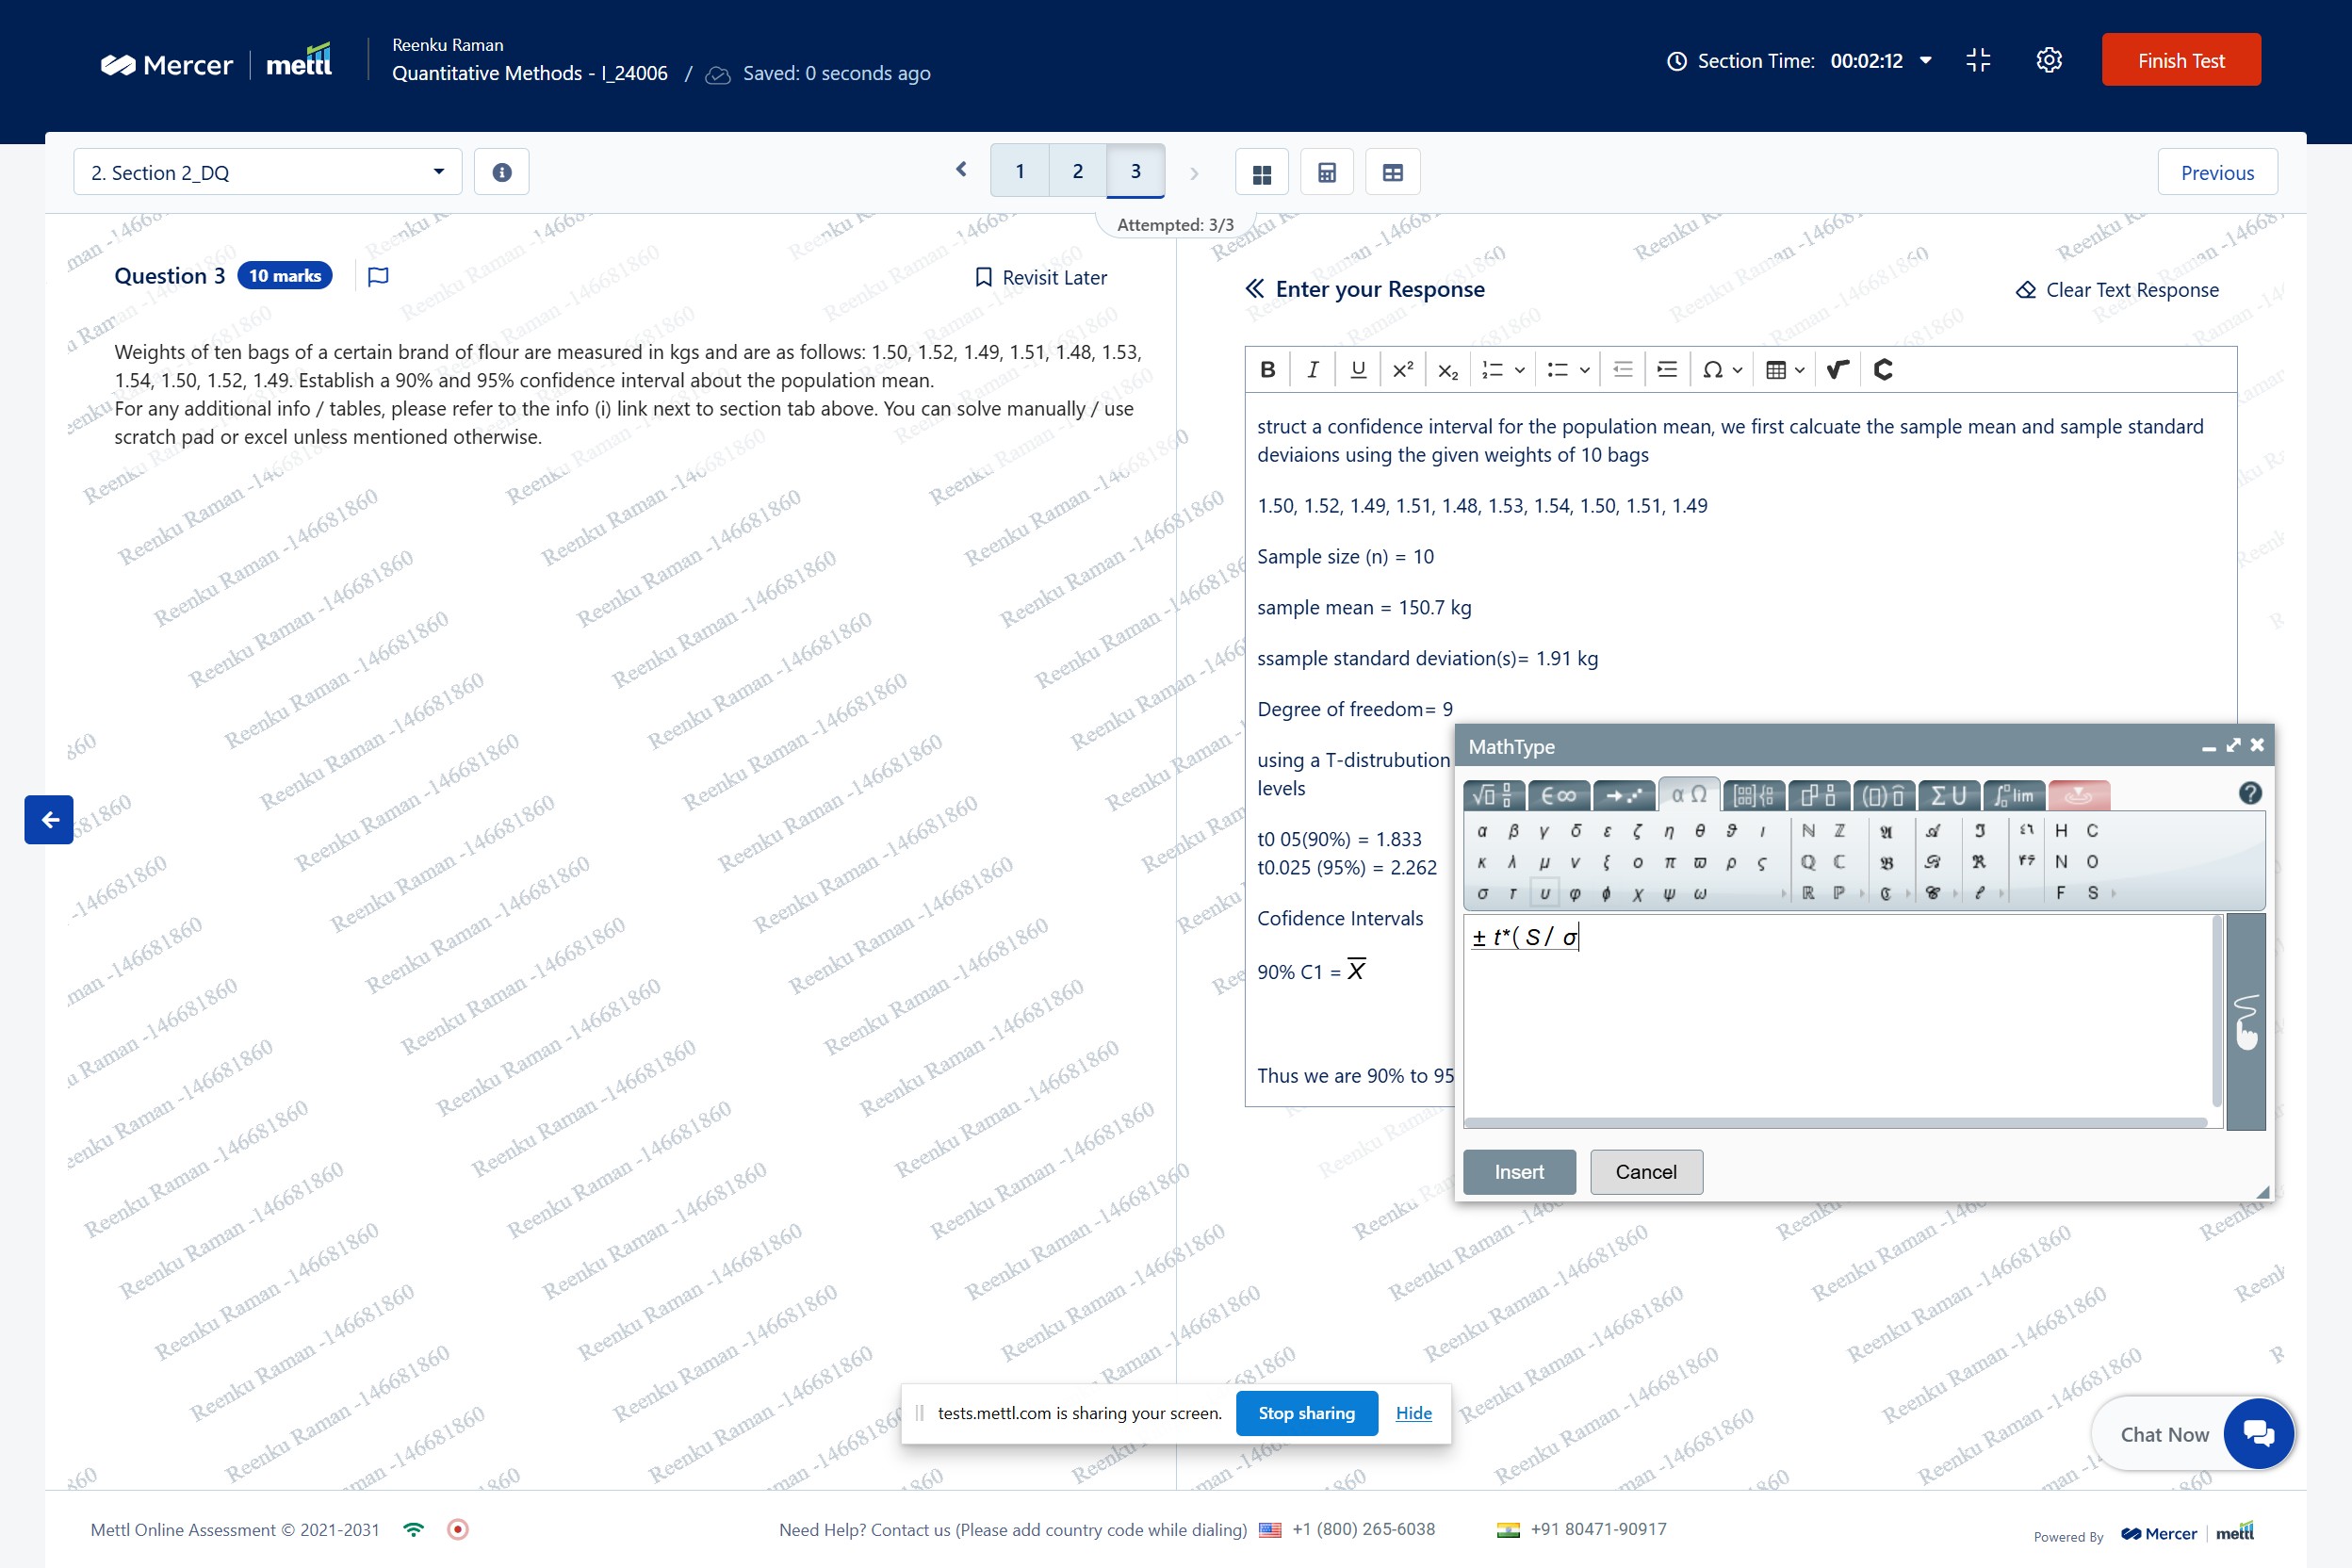 Mercer | mettl
Reenku Raman
Quantitative Methods - I_24006 / Saved: 0 seconds ago
Section Time: 00:02:12
Finish Test
2. Section 2_DQ
1 2 3
Previous
Attempted: 3/3
Question 3 10 marks
Revisit Later
Weights of ten bags of a certain brand of flour are measured in kgs and are as follows: 1.50, 1.52, 1.49, 1.51, 1.48, 1.53,
1.54, 1.50, 1.52, 1.49. Establish a 90% and 95% confidence interval about the population mean.
For any additional info / tables, please refer to the info (i) link next to section tab above. You can solve manually / use
scratch pad or excel unless mentioned otherwise.
Enter your Response
Clear Text Response
B I U x² x₂ Ω
struct a confidence interval for the population mean, we first calcuate the sample mean and sample standard
deviaions using the given weights of 10 bags
1.50, 1.52, 1.49, 1.51, 1.48, 1.53, 1.54, 1.50, 1.51, 1.49
Sample size (n) = 10
sample mean = 150.7 kg
ssample standard deviation(s)= 1.91 kg
Degree of freedom= 9
using a T-distrubution
levels
t0 05(90%) = 1.833
t0.025 (95%) = 2.262
Cofidence Intervals
90% C1 = X̅
Thus we are 90% to 95
MathType
α Ω Σ U lim
α β γ δ ε ζ η θ ϑ ι ℕ ℤ H C
κ λ μ ν ξ ο π ϖ ρ ς ℚ ℂ N O
σ τ υ φ ϕ χ ψ ω ℝ ℙ F S
± t*( S / σ
Insert Cancel
Reenku Raman -146681860
tests.mettl.com is sharing your screen. Stop sharing Hide
Chat Now
Mettl Online Assessment © 2021-2031
Need Help? Contact us (Please add country code while dialing) +1 (800) 265-6038 +91 80471-90917
Powered By Mercer | mettl